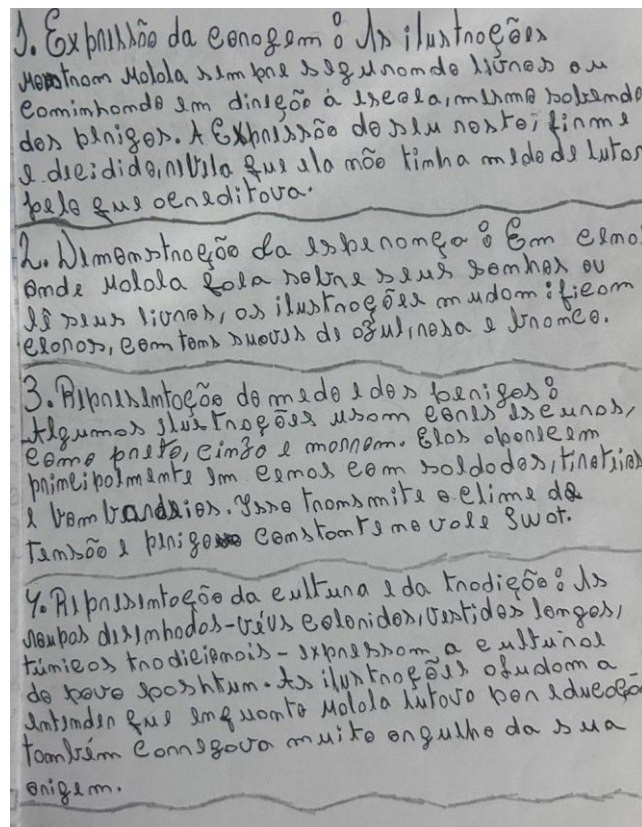 1. Expressão da coragem: As ilustrações
mostram Malala sempre segurando livros ou
caminhando em direção à escola, mesmo sabendo
dos perigos. A Expressão do seu rosto, firme
e decidido, revela que ela não tinha medo de lutar
pelo que acreditava.
2. Demonstração da esperança: Em cenas
onde Malala fala sobre seus sonhos ou
lê seus livros, as ilustrações mudam: ficam
claras, com tons suaves de azul, rosa e branco.
3. Representação do medo e dos perigos:
Algumas ilustrações usam cores escuras,
como preto, cinza e marrom. Elas aparecem
principalmente em cenas com soldados, tiroteios
e bombardeios. Isso transmite o clima de
tensão e perigo constante no vale Swat.
4. Representação da cultura e da tradição: As
roupas desenhadas - véus coloridos, vestidos longos,
túnicas tradicionais - expressam a cultural
do povo poshtum. As ilustrações ajudam a
entender que enquanto Malala lutava por educação
também carregava muito orgulho da sua
origem.